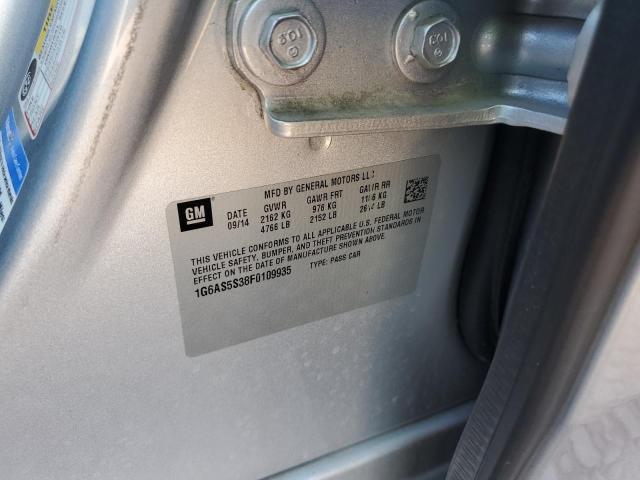 MFD BY GENERAL MOTORS LLC
GM
DATE GVWR GAWR FRT GAWR RR
09/14 2162 KG 976 KG
4766 LB 2152 LB LB
THIS VEHICLE CONFORMS TO ALL APPLICABLE U.S. FEDERAL MOTOR
VEHICLE SAFETY, BUMPER, AND THEFT PREVENTION STANDARDS IN
EFFECT ON THE DATE OF MANUFACTURE SHOWN ABOVE.
1G6AS5S38F0109935 TYPE: PASS CAR